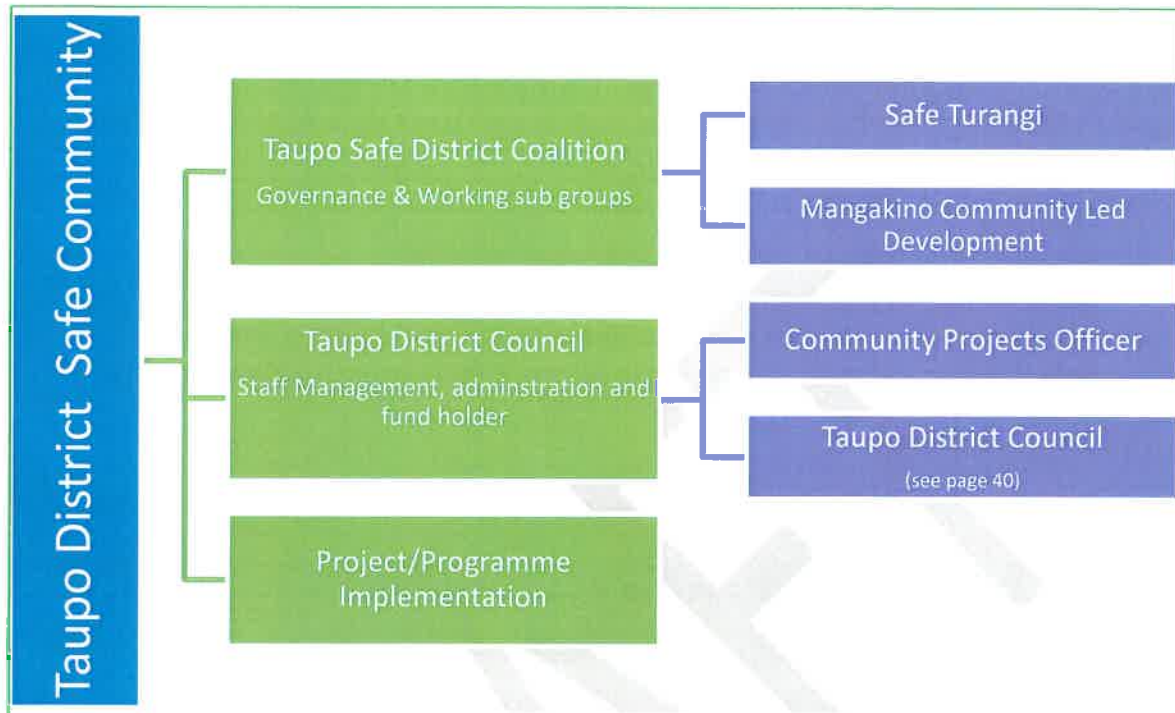 Taupo District Safe Community
Taupo Safe District Coalition
Governance & Working sub groups
Safe Turangi
Mangakino Community Led
Development
Taupo District Council
Staff Management, adminstration and
fund holder
Community Projects Officer
Taupo District Council
(see page 40)
Project/Programme
Implementation